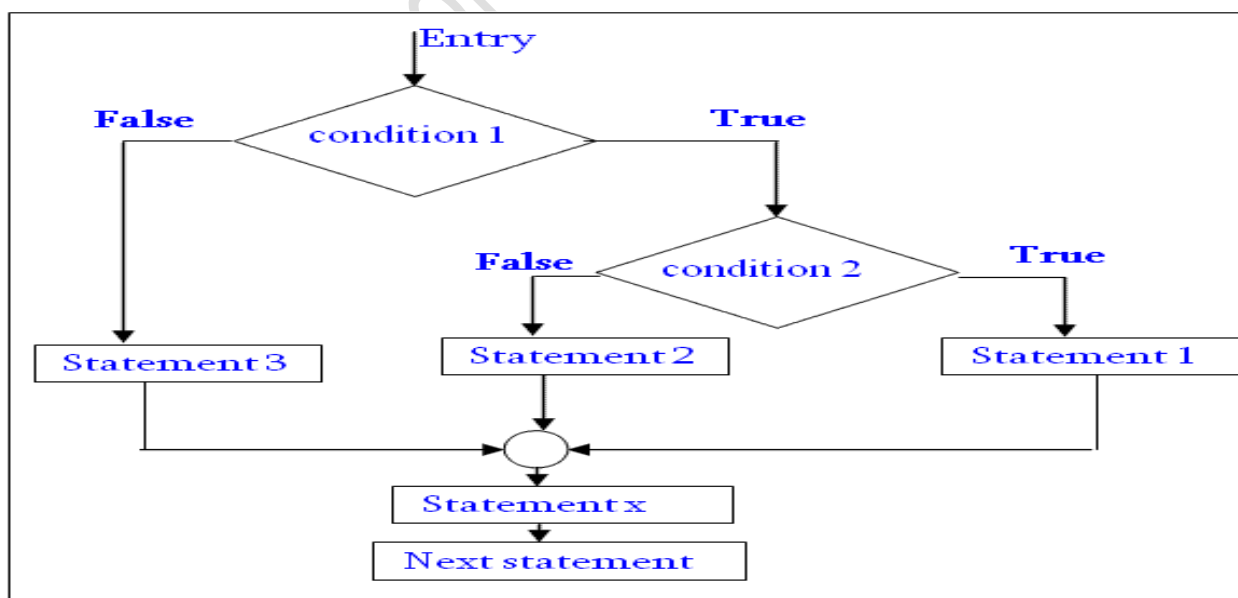 Entry
False
True
condition 1
False
True
condition 2
Statement 3
Statement 2
Statement 1
Statement x
Next statement